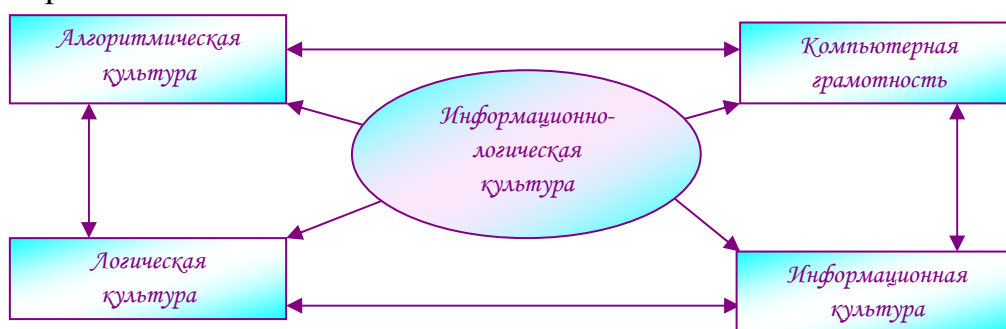 Алгоритмическая
культура
Компьютерная
грамотность
Информационно-
логическая
культура
Логическая
культура
Информационная
культура